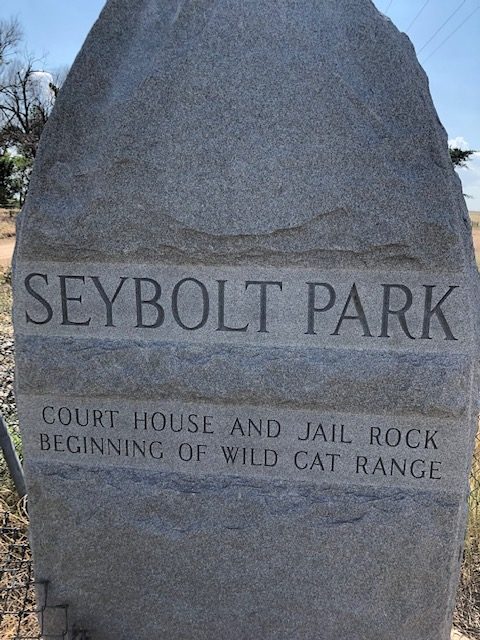 SEYBOLT PARK
COURT HOUSE AND JAIL ROCK
BEGINNING OF WILD CAT RANGE